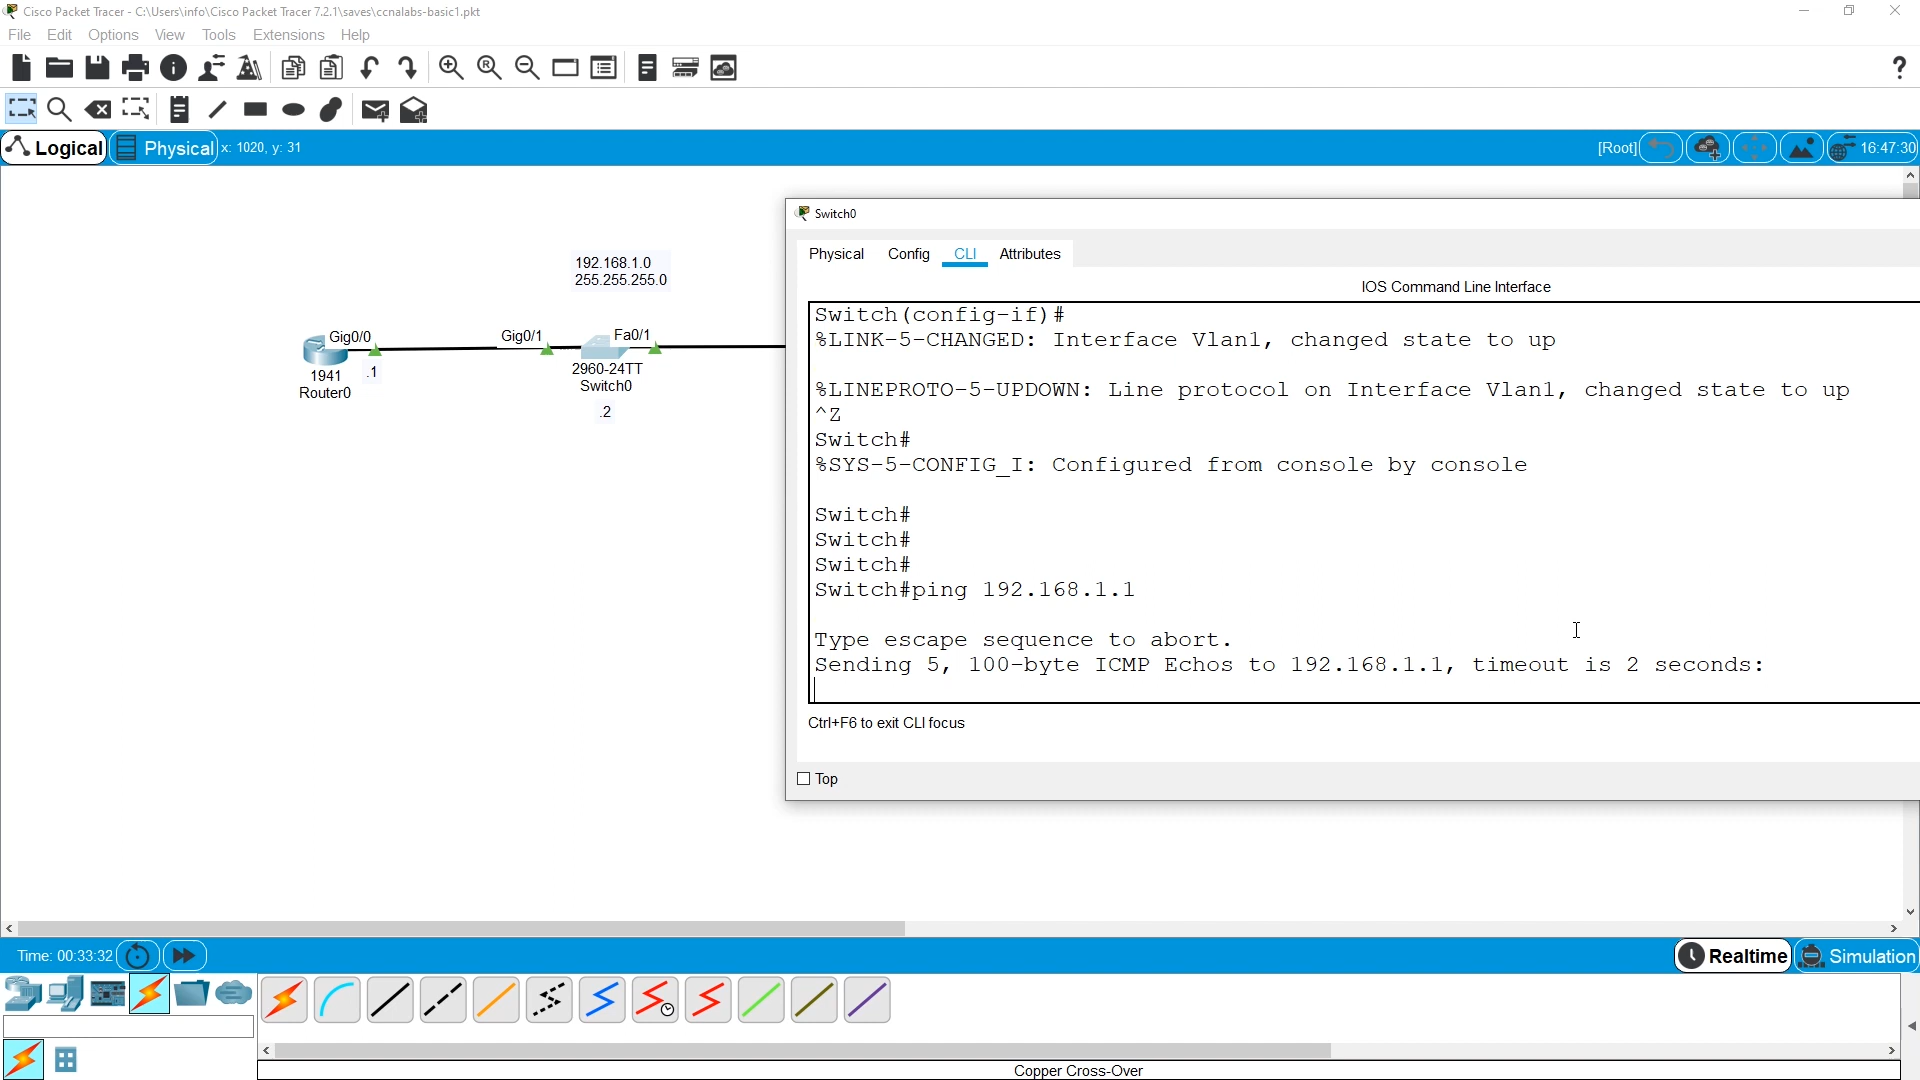 Cisco Packet Tracer - C:\Users\info\Cisco Packet Tracer 7.2.1\saves\ccnalabs-basic1.pkt
File Edit Options View Tools Extensions Help
?
Logical Physical x: 1020, y: 31 [Root] 16:47:30
Switch0
Physical Config CLI Attributes
IOS Command Line Interface
192.168.1.0
255.255.255.0
Gig0/0 Gig0/1 Fa0/1
1941
Router0
.1
2960-24TT
Switch0
.2
Switch(config-if)#
%LINK-5-CHANGED: Interface Vlan1, changed state to up
%LINEPROTO-5-UPDOWN: Line protocol on Interface Vlan1, changed state to up
^Z
Switch#
%SYS-5-CONFIG_I: Configured from console by console
Switch#
Switch#
Switch#
Switch#ping 192.168.1.1
Type escape sequence to abort.
Sending 5, 100-byte ICMP Echos to 192.168.1.1, timeout is 2 seconds:
Ctrl+F6 to exit CLI focus
Top
Time: 00:33:32 Realtime Simulation
Copper Cross-Over